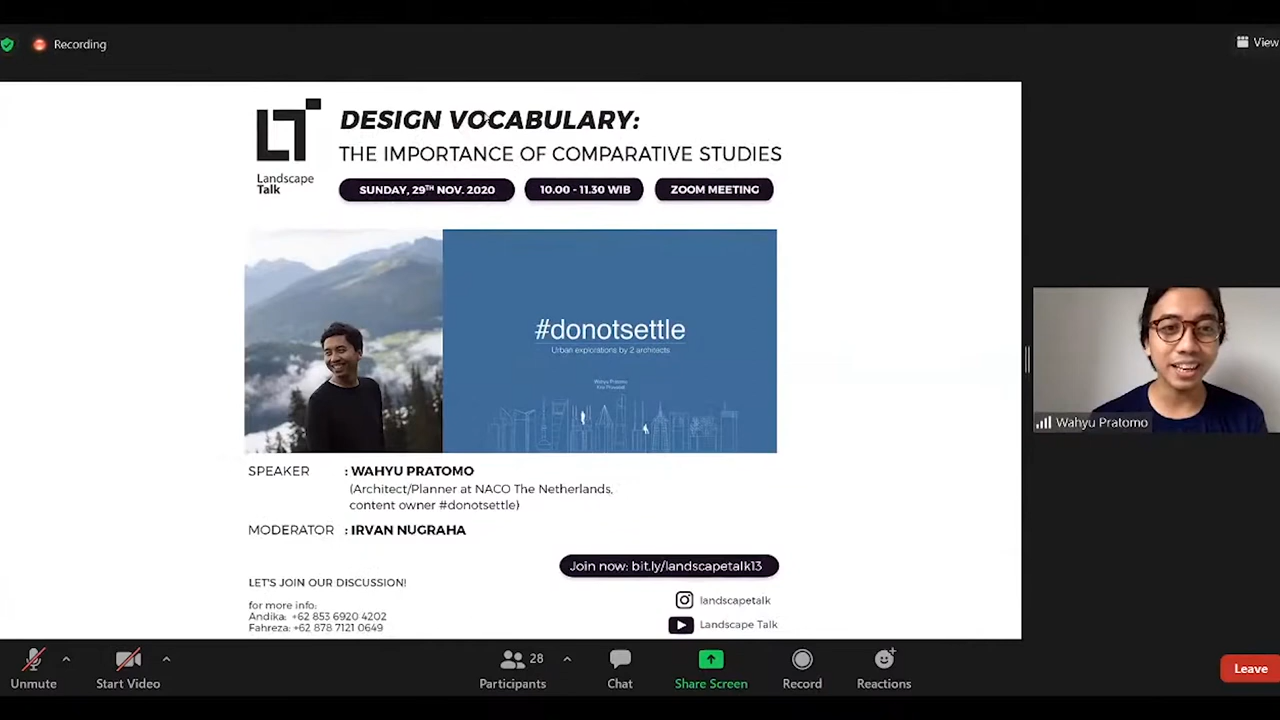 Recording
View
DESIGN VOCABULARY:
THE IMPORTANCE OF COMPARATIVE STUDIES
Landscape
Talk
SUNDAY, 29TH NOV. 2020
10.00 - 11.30 WIB
ZOOM MEETING
#donotsettle
Urban explorations by 2 architects
Wahyu Pratomo
Wahyu Pratomo
SPEAKER : WAHYU PRATOMO
(Architect/Planner at NACO The Netherlands,
content owner #donotsettle)
MODERATOR : IRVAN NUGRAHA
Join now: bit.ly/landscapetalk13
LET'S JOIN OUR DISCUSSION!
for more info:
Andika: +62 853 6920 4202
Fahreza: +62 878 7121 0649
landscapetalk
Landscape Talk
Unmute
Start Video
28
Participants
Chat
Share Screen
Record
Reactions
Leave